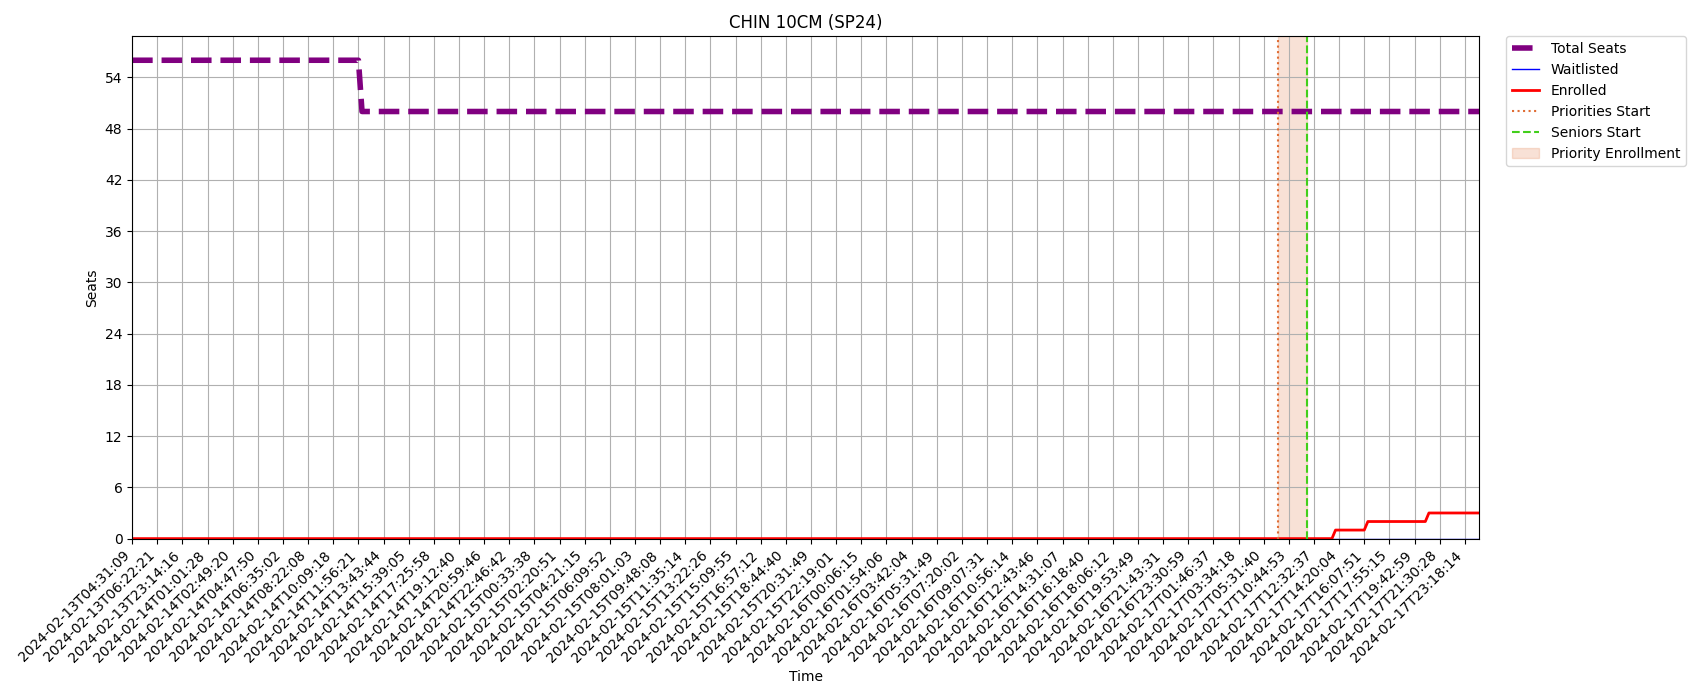 CHIN 10CM (SP24)
Total Seats
Waitlisted
Enrolled
Priorities Start
Seniors Start
Priority Enrollment
Seats
54
48
42
36
30
24
18
12
6
0
2024-02-13T04:31:09
2024-02-13T06:22:21
2024-02-13T23:14:16
2024-02-14T01:01:28
2024-02-14T02:49:20
2024-02-14T04:47:50
2024-02-14T06:35:02
2024-02-14T08:22:08
2024-02-14T10:09:18
2024-02-14T11:56:21
2024-02-14T13:43:44
2024-02-14T15:39:05
2024-02-14T17:25:58
2024-02-14T19:12:40
2024-02-14T20:59:46
2024-02-14T22:46:42
2024-02-15T00:33:38
2024-02-15T02:20:51
2024-02-15T04:21:15
2024-02-15T06:09:52
2024-02-15T08:01:03
2024-02-15T09:48:08
2024-02-15T11:35:14
2024-02-15T13:22:26
2024-02-15T15:09:55
2024-02-15T16:57:12
2024-02-15T18:44:40
2024-02-15T20:31:49
2024-02-15T22:19:01
2024-02-16T00:06:15
2024-02-16T01:54:06
2024-02-16T03:42:04
2024-02-16T05:31:49
2024-02-16T07:20:02
2024-02-16T09:07:31
2024-02-16T10:56:14
2024-02-16T12:43:46
2024-02-16T14:31:07
2024-02-16T16:18:40
2024-02-16T18:06:12
2024-02-16T19:53:49
2024-02-16T21:43:31
2024-02-16T23:30:59
2024-02-17T01:46:37
2024-02-17T03:34:18
2024-02-17T05:31:40
2024-02-17T10:44:53
2024-02-17T12:32:37
2024-02-17T14:20:04
2024-02-17T16:07:51
2024-02-17T17:55:15
2024-02-17T19:42:59
2024-02-17T21:30:28
2024-02-17T23:18:14
Time